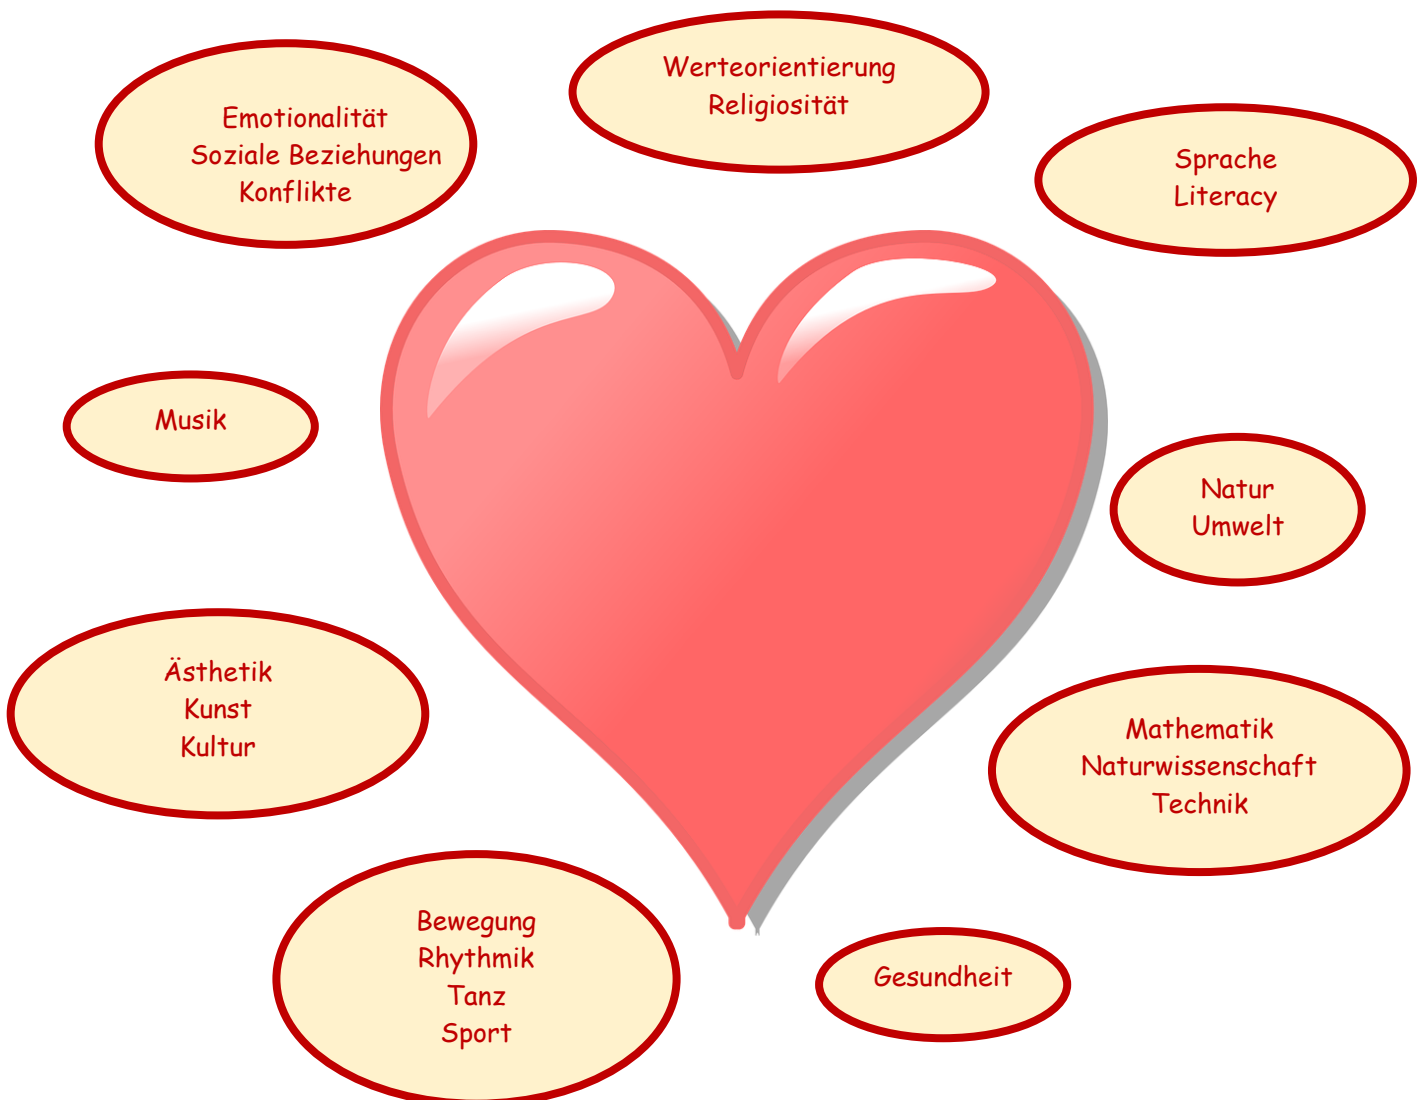 Werteorientierung
Religiosität
Emotionalität
Soziale Beziehungen
Konflikte
Sprache
Literacy
Musik
Natur
Umwelt
Ästhetik
Kunst
Kultur
Mathematik
Naturwissenschaft
Technik
Bewegung
Rhythmik
Tanz
Sport
Gesundheit